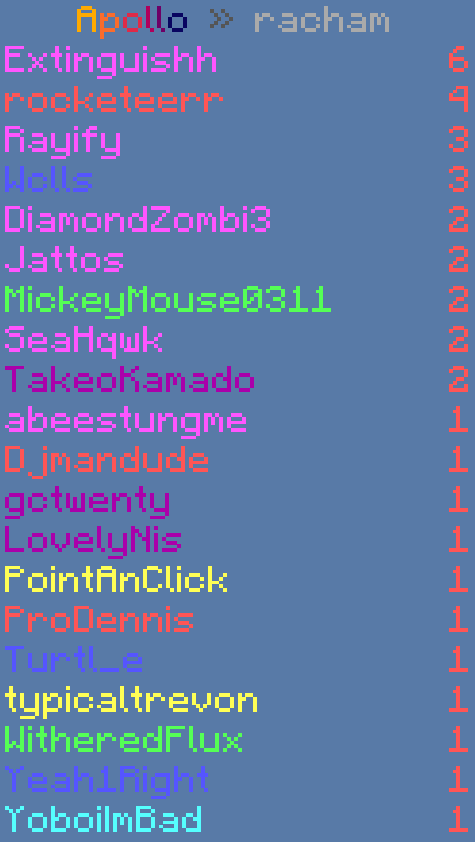 Apollo » racham
Extinguishh 6
rocketeerr 4
Rayify 3
Wolls 3
DiamondZombi3 2
Jattos 2
MickeyMouse0311 2
SeaHqwk 2
TakeoKamado 2
abeestungme 1
Djmandude 1
gctwenty 1
LovelyNis 1
PointAnClick 1
ProDennis 1
Turtl_e 1
typicaltrevon 1
WitheredFlux 1
Yeah1Right 1
YoboiImBad 1